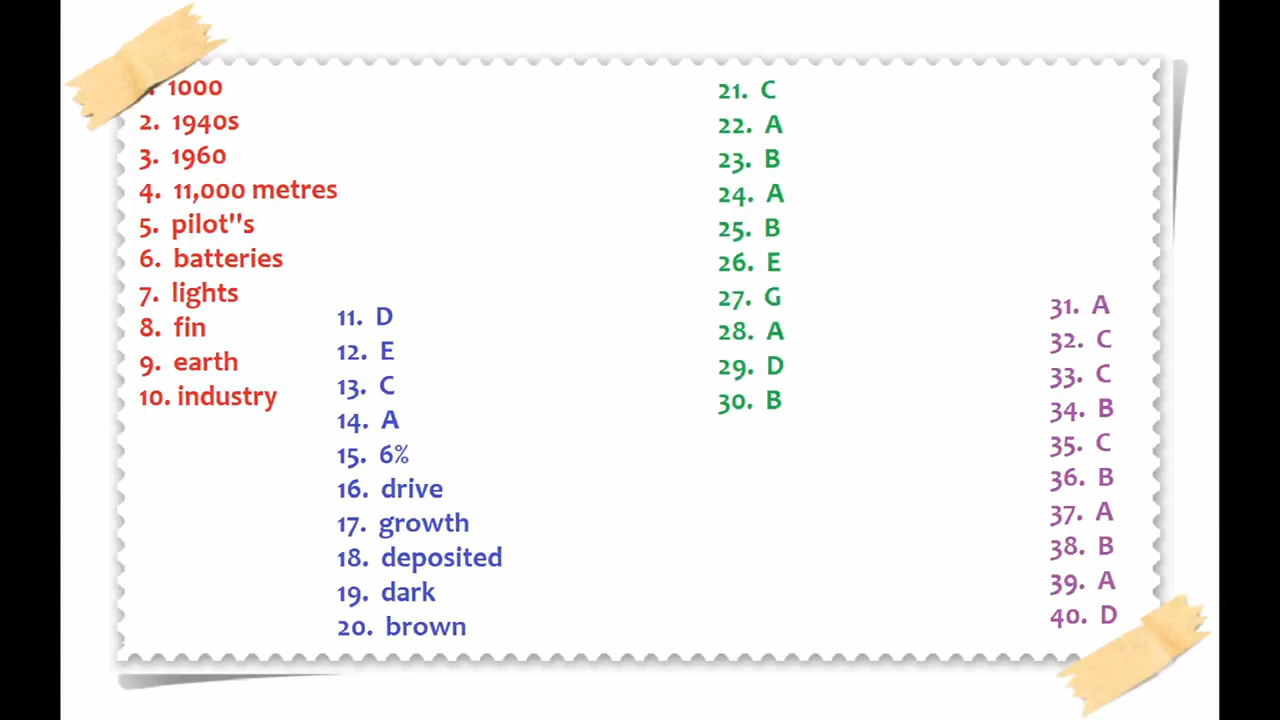 . 1000
2. 1940s
3. 1960
4. 11,000 metres
5. pilot"s
6. batteries
7. lights
8. fin
9. earth
10. industry
11. D
12. E
13. C
14. A
15. 6%
16. drive
17. growth
18. deposited
19. dark
20. brown
21. C
22. A
23. B
24. A
25. B
26. E
27. G
28. A
29. D
30. B
31. A
32. C
33. C
34. B
35. C
36. B
37. A
38. B
39. A
40. D